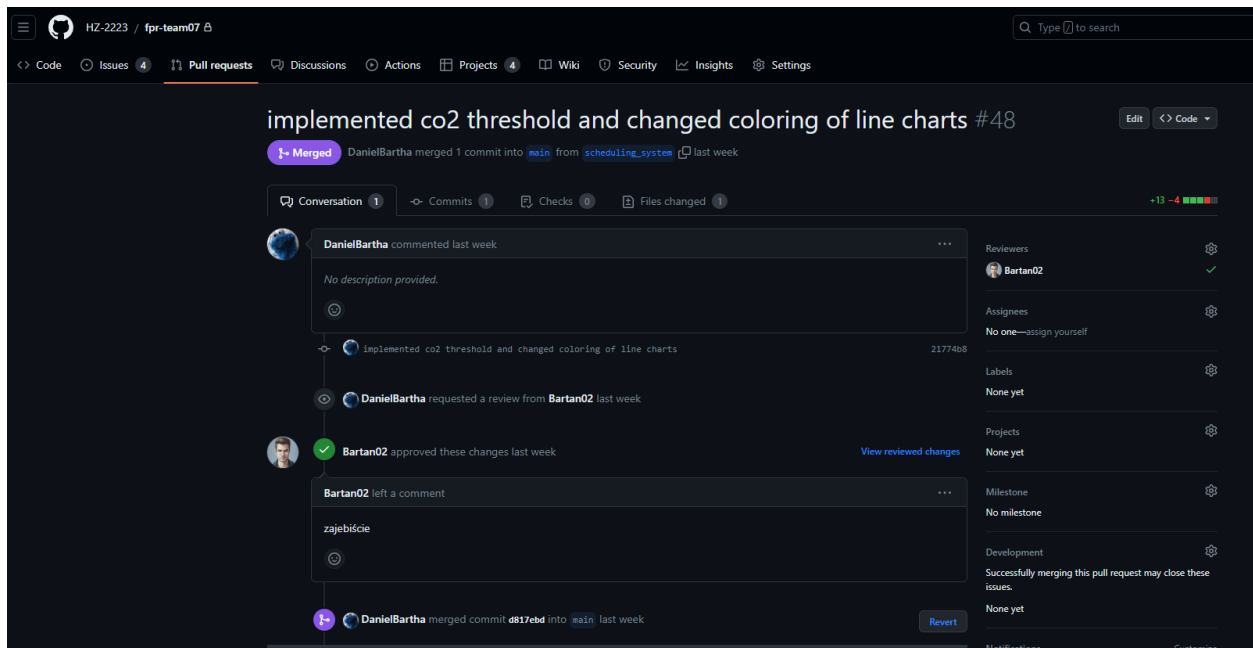 HZ-2223 / fpr-team07
Type / to search
Code Issues 4 Pull requests Discussions Actions Projects 4 Wiki Security Insights Settings
implemented co2 threshold and changed coloring of line charts #48
Edit Code
Merged DanielBartha merged 1 commit into main from scheduling_system last week
Conversation 1 Commits 1 Checks 0 Files changed 1
+13 −4
DanielBartha commented last week
No description provided.
implemented co2 threshold and changed coloring of line charts 21774b8
DanielBartha requested a review from Bartan02 last week
Bartan02 approved these changes last week View reviewed changes
Bartan02 left a comment
zajebiście
DanielBartha merged commit d817ebd into main last week Revert
Reviewers
Bartan02
Assignees
No one—assign yourself
Labels
None yet
Projects
None yet
Milestone
No milestone
Development
Successfully merging this pull request may close these
issues.
None yet
Notifications Customize